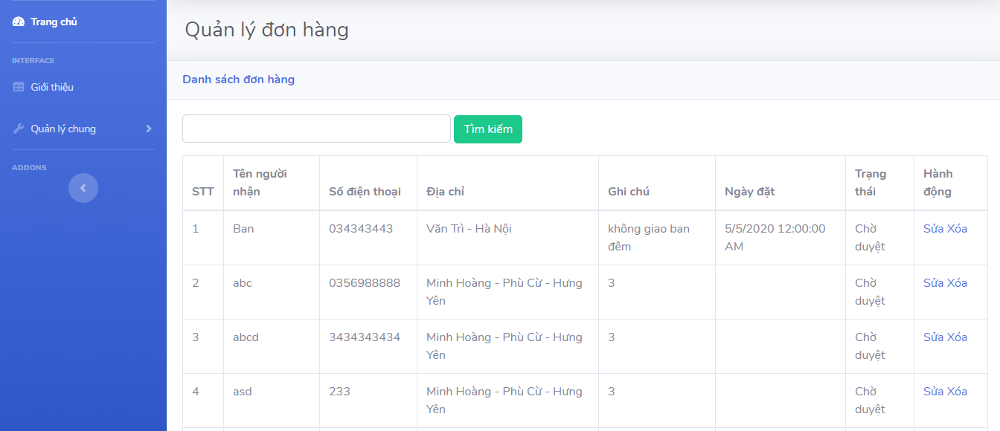 Trang chủ
INTERFACE
Giới thiệu
Quản lý chung
ADDONS
Quản lý đơn hàng
Danh sách đơn hàng
Tìm kiếm
STT
Tên người
nhận
Số điện thoại
Địa chỉ
Ghi chú
Ngày đặt
Trạng
thái
Hành
động
1
Ban
034343443
Văn Trì - Hà Nội
không giao ban
đêm
5/5/2020 12:00:00
AM
Chờ
duyệt
Sửa Xóa
2
abc
0356988888
Minh Hoàng - Phù Cừ - Hưng
Yên
3
Chờ
duyệt
Sửa Xóa
3
abcd
3434343434
Minh Hoàng - Phù Cừ - Hưng
Yên
3
Chờ
duyệt
Sửa Xóa
4
asd
233
Minh Hoàng - Phù Cừ - Hưng
Yên
3
Chờ
duyệt
Sửa Xóa